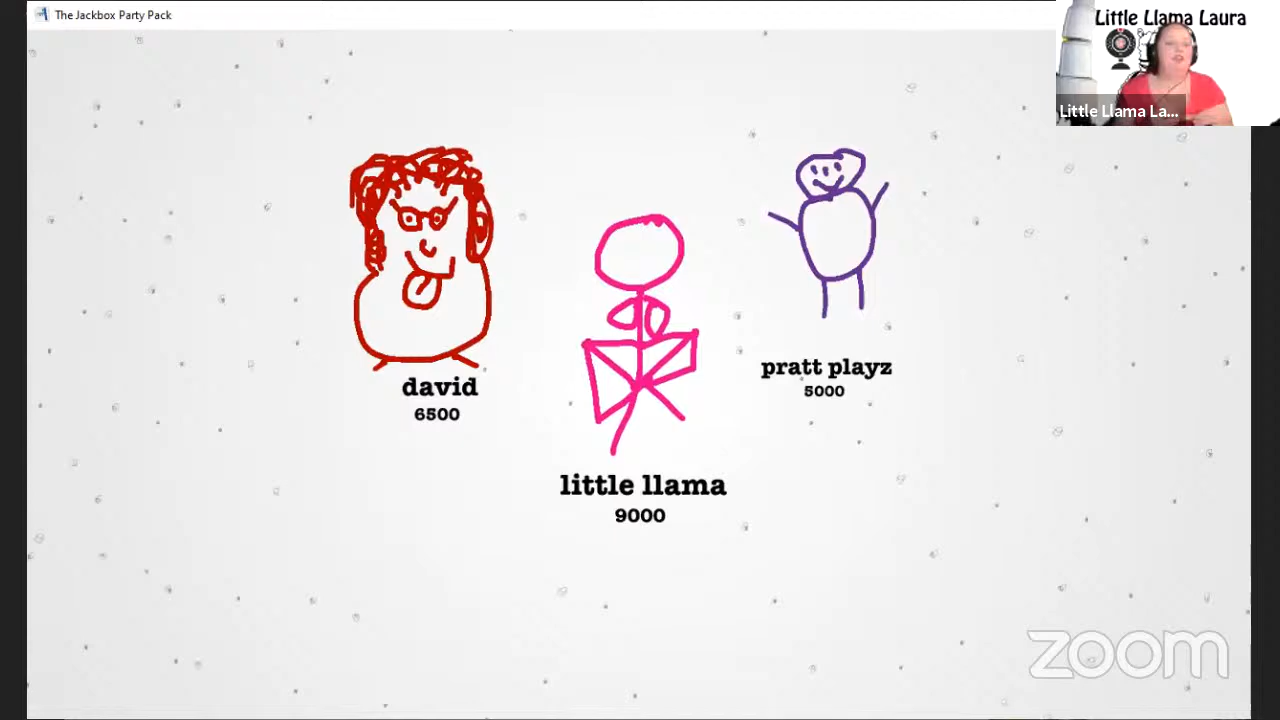 The Jackbox Party Pack
Little Llama Laura
Little Llama La...
david
6500
little llama
9000
pratt playz
5000
zoom